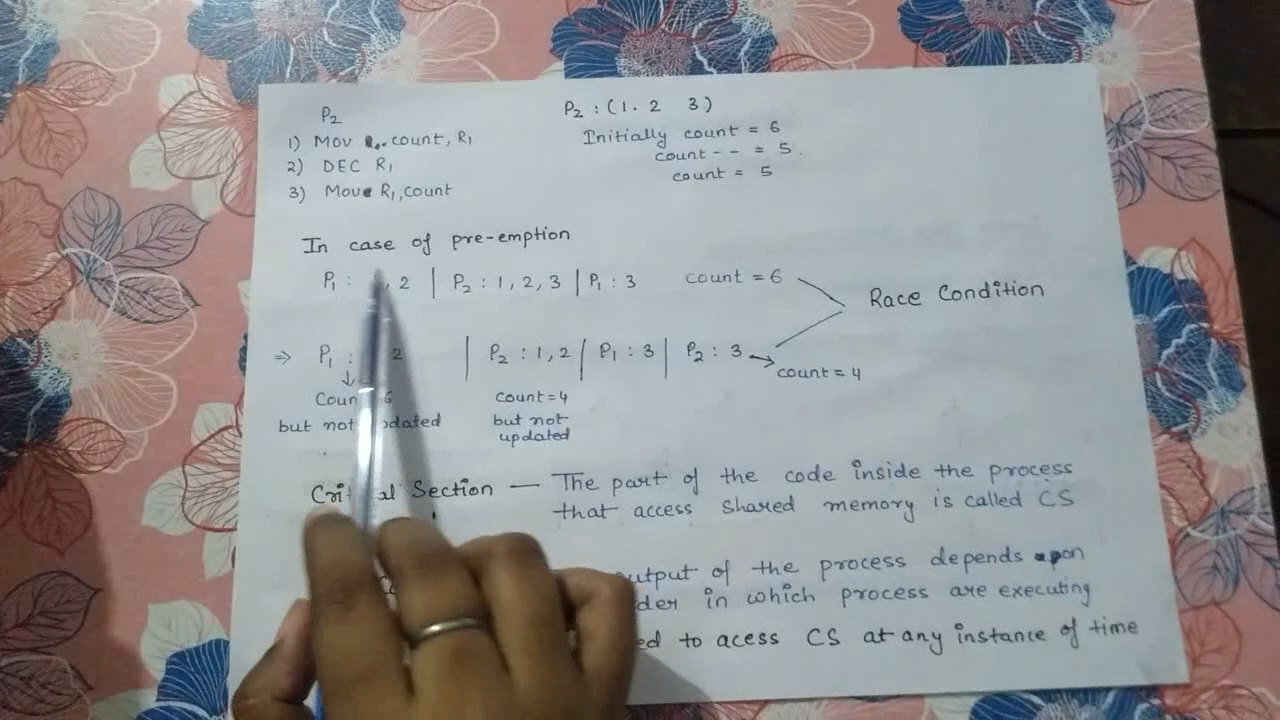 P2
1) Mov count, R1
2) DEC R1
3) Move R1, count
P2 : (1. 2 3)
Initially count = 6
count - - = 5.
count = 5
In case of pre-emption
P1 : , 2 | P2 : 1, 2, 3 | P1 : 3 count = 6
Race Condition
⇒ P1 : 2 | P2 : 1, 2 | P1 : 3 | P2 : 3 → count = 4
↓
6
but not
count=4
but not
updated
Section — The part of the code inside the process
that access shared memory is called CS
of the process depends upon
in which process are executing
to acess CS at any instance of time